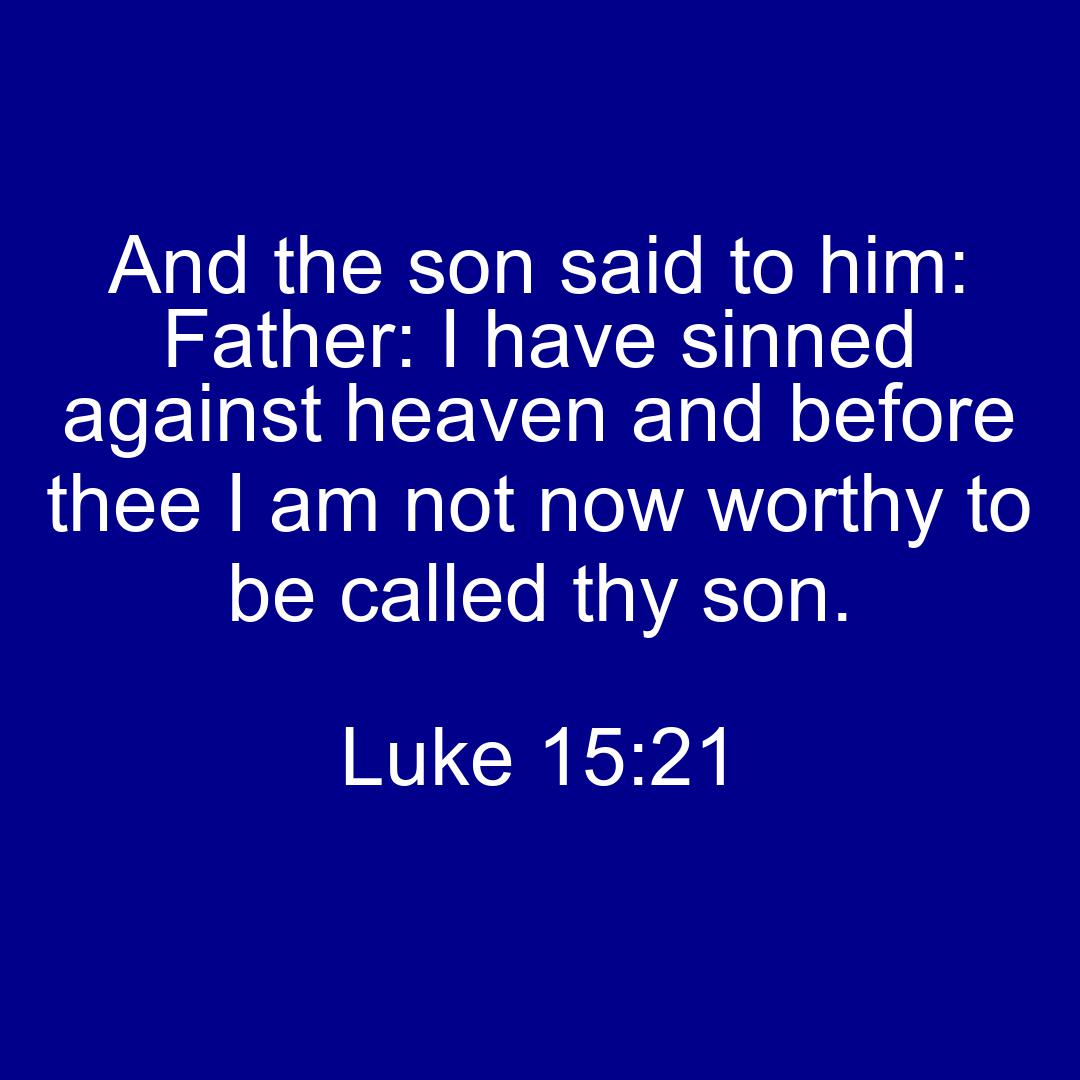 And the son said to him:
Father: I have sinned
against heaven and before
thee I am not now worthy to
be called thy son.
Luke 15:21